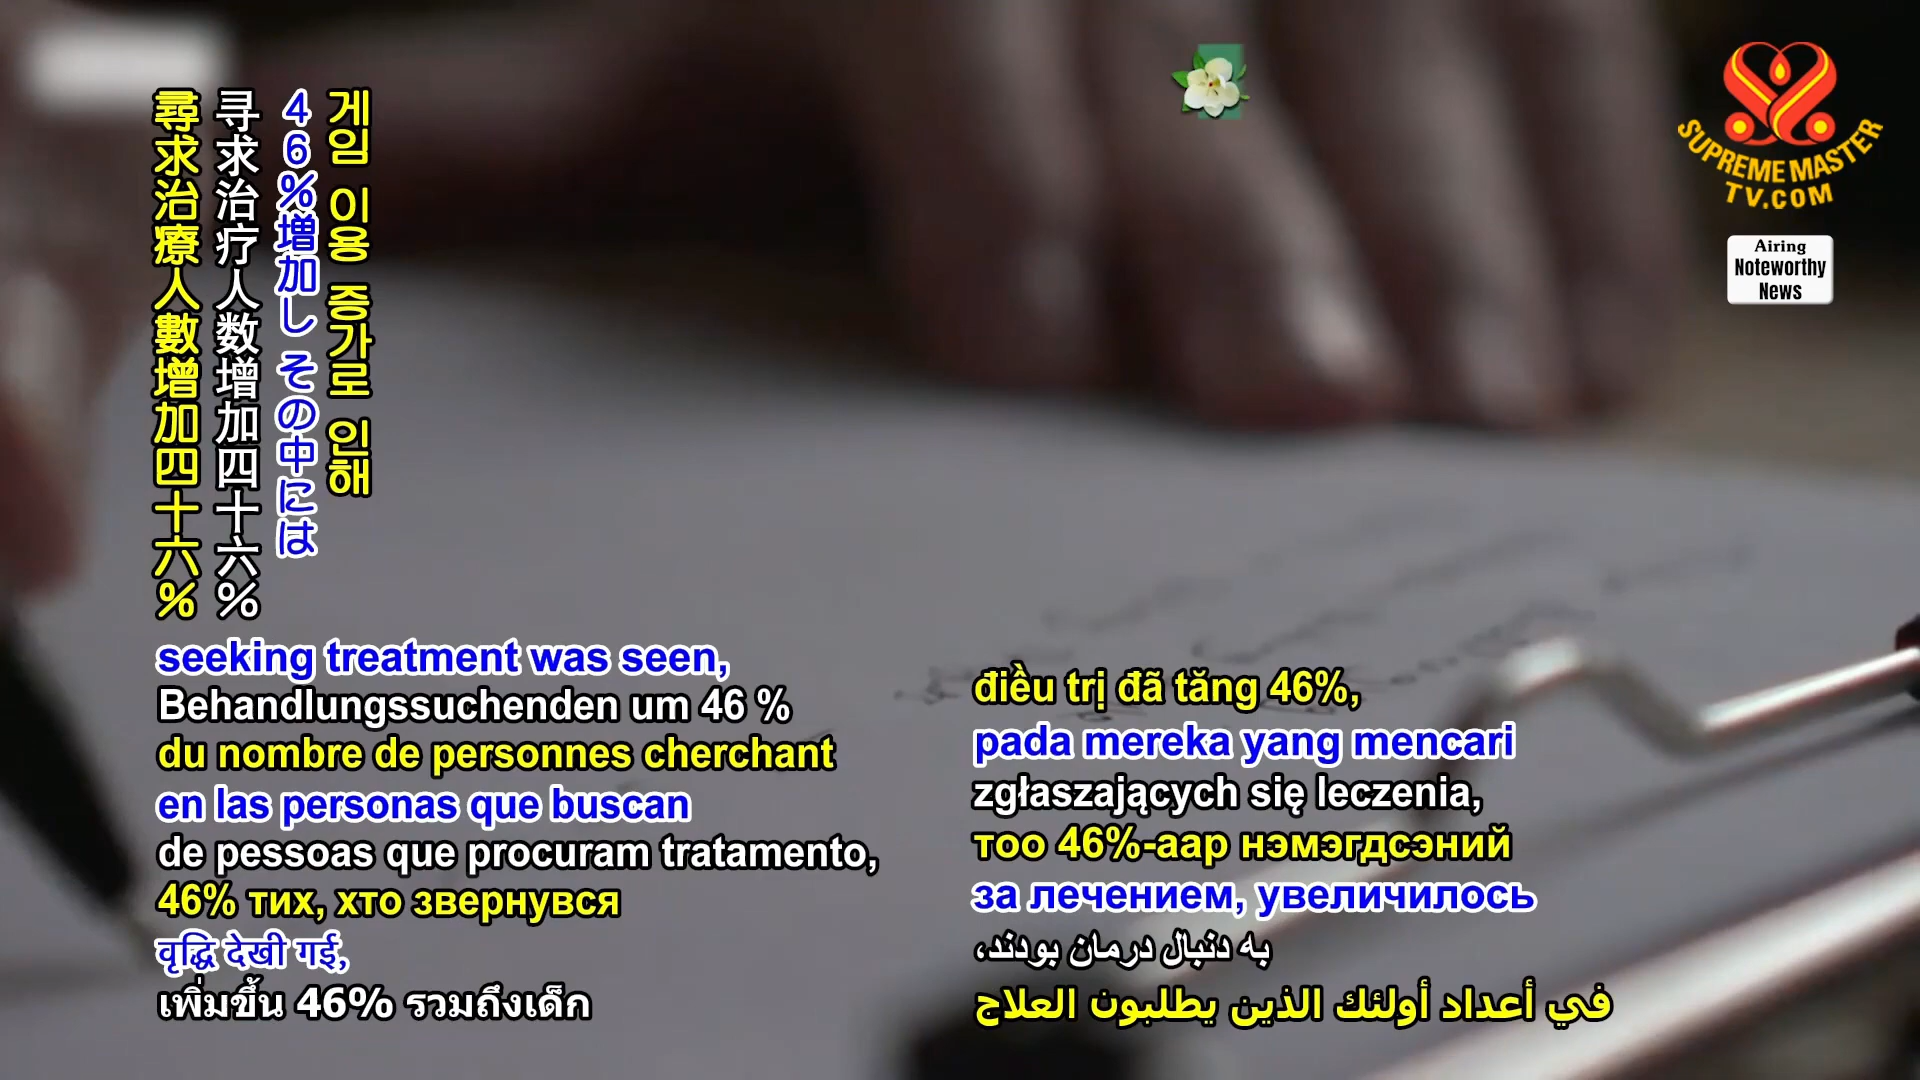 尋求治療人數增加四十六%
寻求治疗人数增加四十六%
46%増加し その中には
게임 이용 증가로 인해
SUPREME MASTER
TV.COM
Airing
Noteworthy
News
seeking treatment was seen,
Behandlungssuchenden um 46 %
du nombre de personnes cherchant
en las personas que buscan
de pessoas que procuram tratamento,
46% тих, хто звернувся
वृद्धि देखी गई,
เพิ่มขึ้น 46% รวมถึงเด็ก
điều trị đã tăng 46%,
pada mereka yang mencari
zgłaszających się leczenia,
тоо 46%-аар нэмэгдсэний
за лечением, увеличилось
به دنبال درمان بودند،
في أعداد أولئك الذين يطلبون العلاج